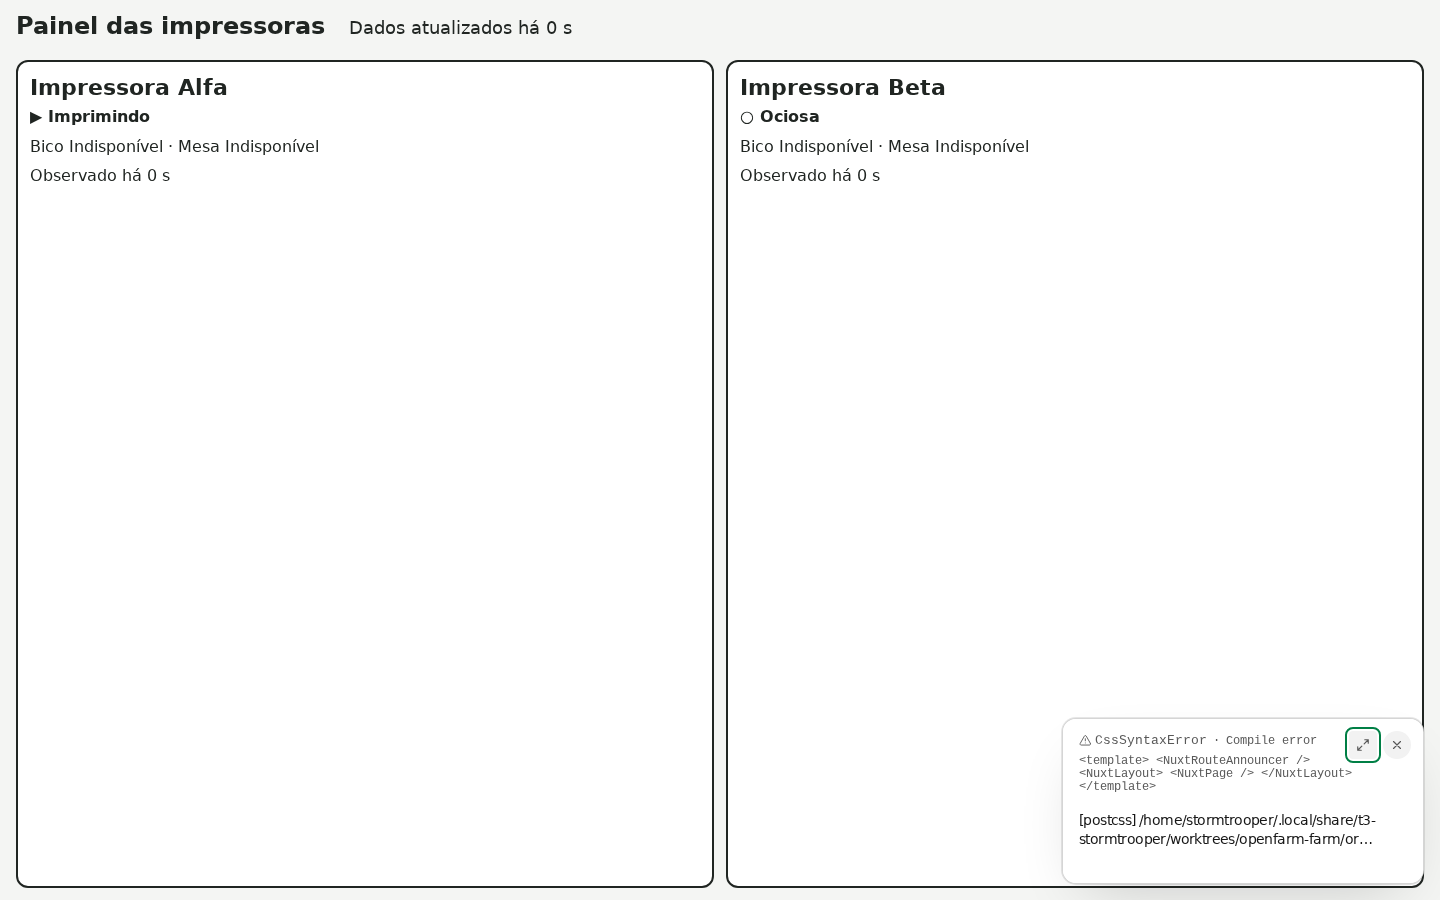 Painel das impressoras Dados atualizados há 0 s
Impressora Alfa
▶ Imprimindo
Bico Indisponível · Mesa Indisponível
Observado há 0 s
Impressora Beta
○ Ociosa
Bico Indisponível · Mesa Indisponível
Observado há 0 s
CssSyntaxError · Compile error
<template> <NuxtRouteAnnouncer />
<NuxtLayout> <NuxtPage /> </NuxtLayout>
</template>
[postcss] /home/stormtrooper/.local/share/t3-
stormtrooper/worktrees/openfarm-farm/or…